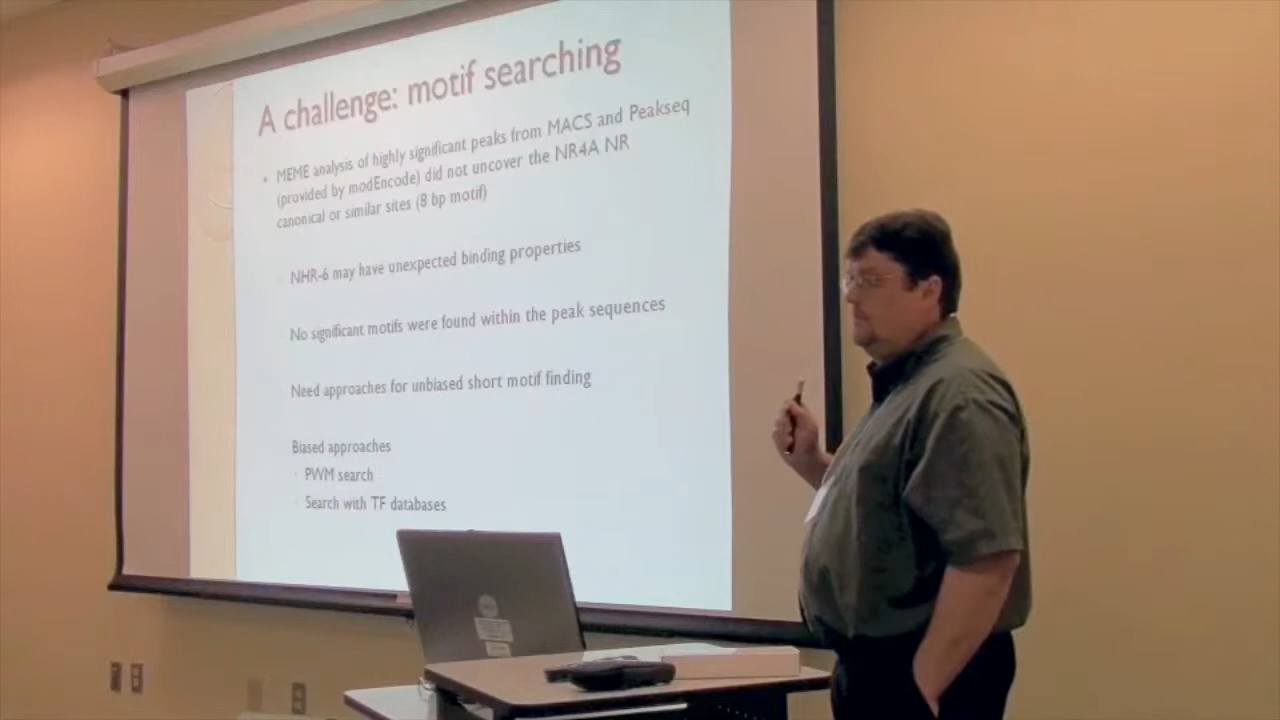 A challenge: motif searching
MEME analysis of highly significant peaks from MACS and Peakseq
(provided by modEncode) did not uncover the NR4A NR
canonical or similar sites (8 bp motif)
NHR-6 may have unexpected binding properties
No significant motifs were found within the peak sequences
Need approaches for unbiased short motif finding
Biased approaches
PWM search
Search with TF databases